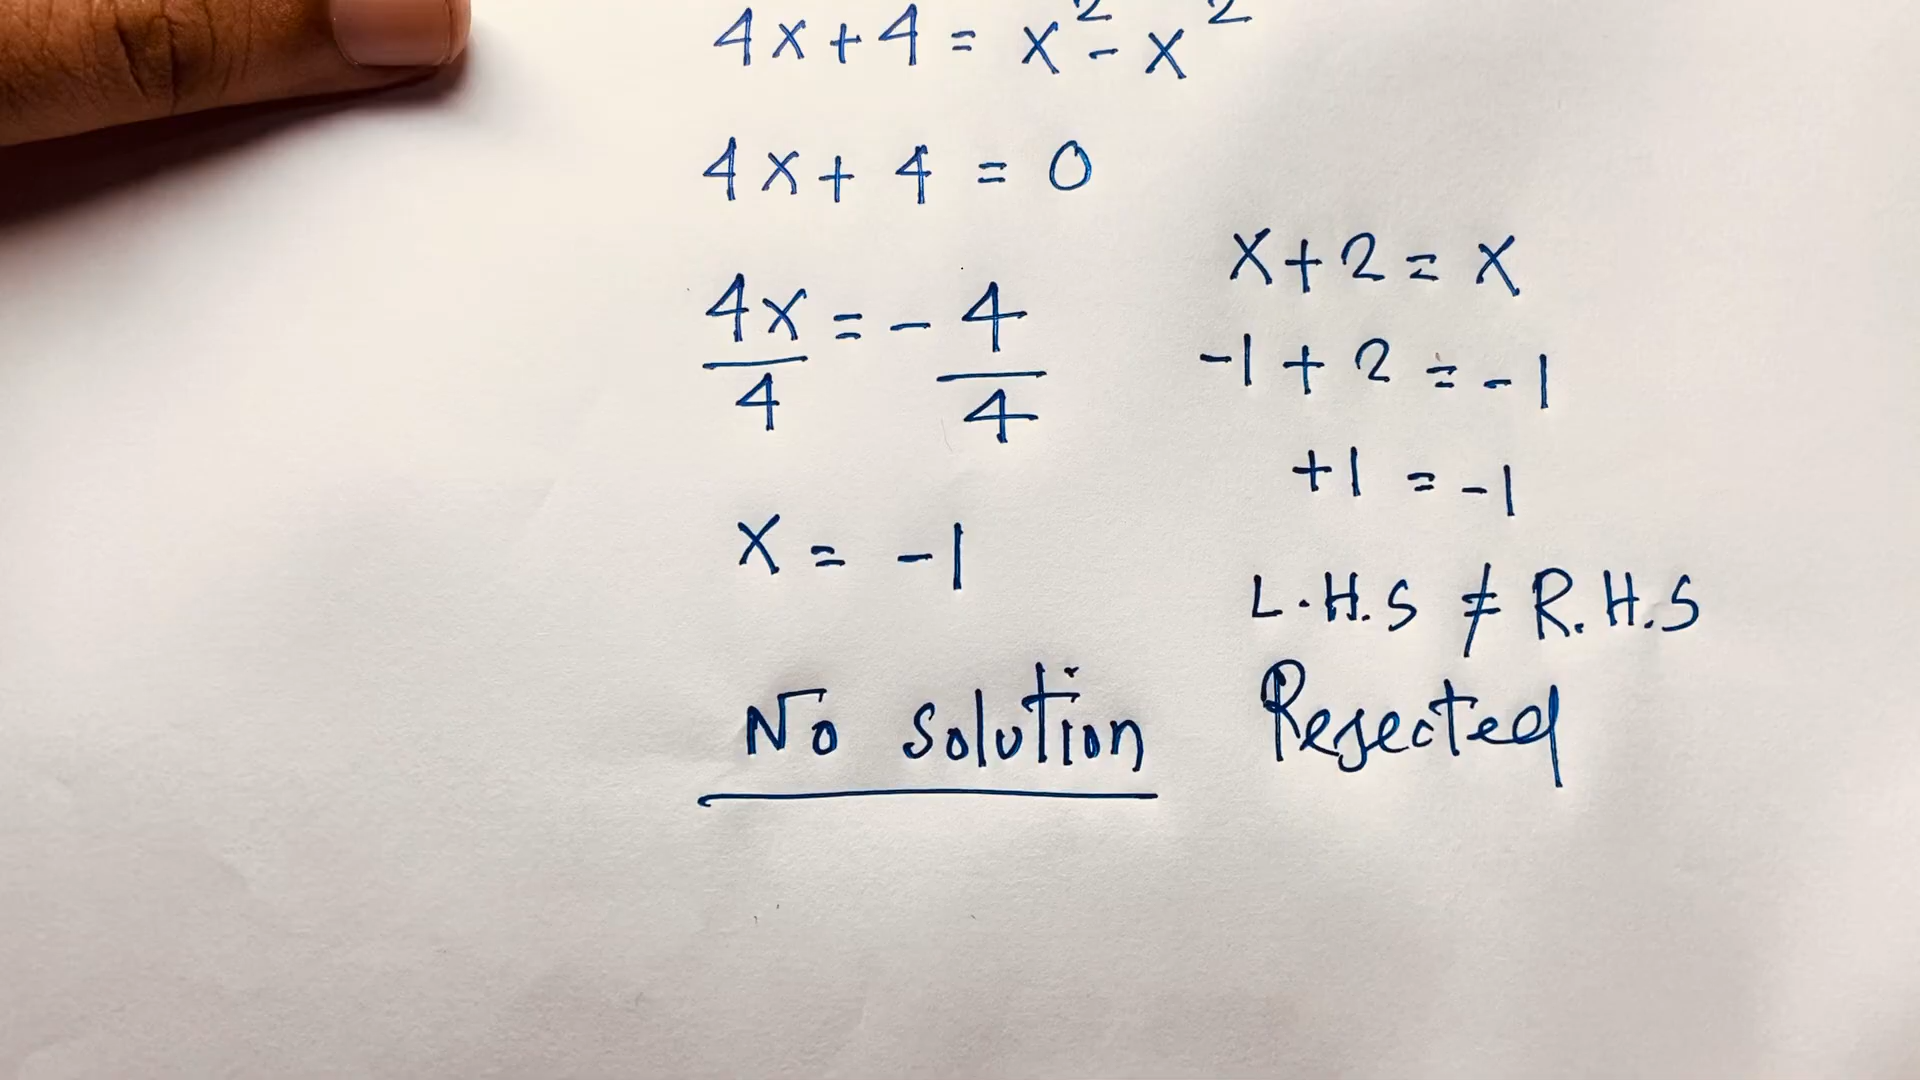 4x+4 = x² - x²
4x + 4 = 0
4x/4 = - 4/4
x = -1
No solution
x+2 = x
-1 + 2 = -1
+1 = -1
L.H.S ≠ R.H.S
Rejected